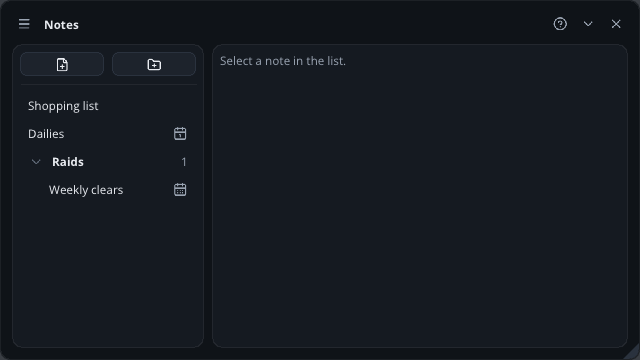 Notes
Select a note in the list.
Shopping list
Dailies
Raids 1
Weekly clears